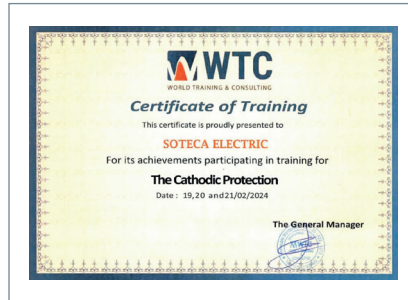 WTC
WORLD TRAINING & CONSULTING
Certificate of Training
This certificate is proudly presented to
SOTECA ELECTRIC
For its achievements participating in training for
The Cathodic Protection
Date : 19,20 and21/02/2024
The General Manager
MWTC